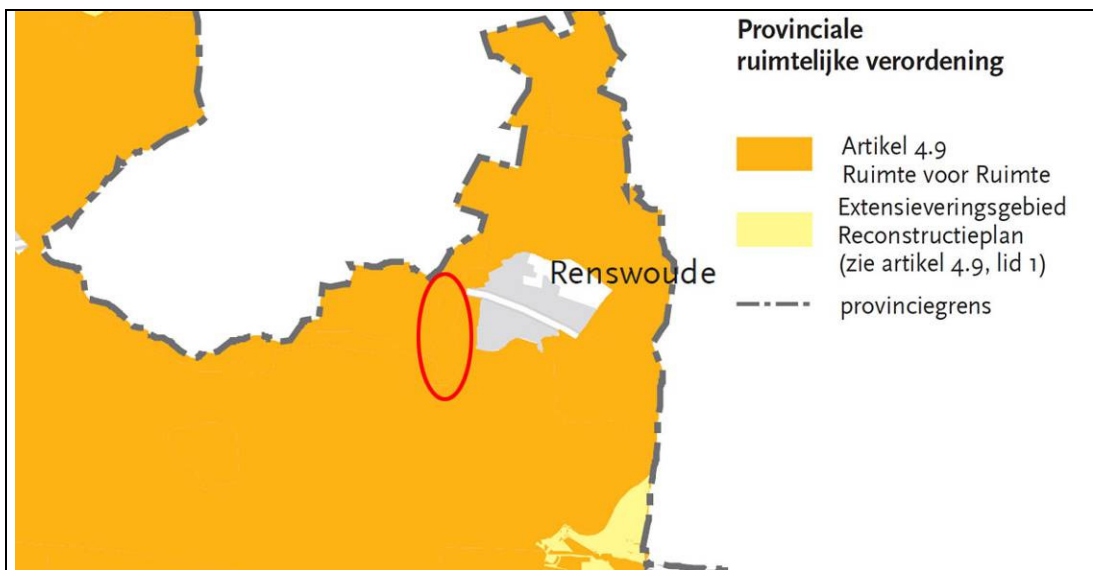 Provinciale
ruimtelijke verordening
Artikel 4.9
Ruimte voor Ruimte
Extensieveringsgebied
Reconstructieplan
(zie artikel 4.9, lid 1)
provinciegrens
Renswoude